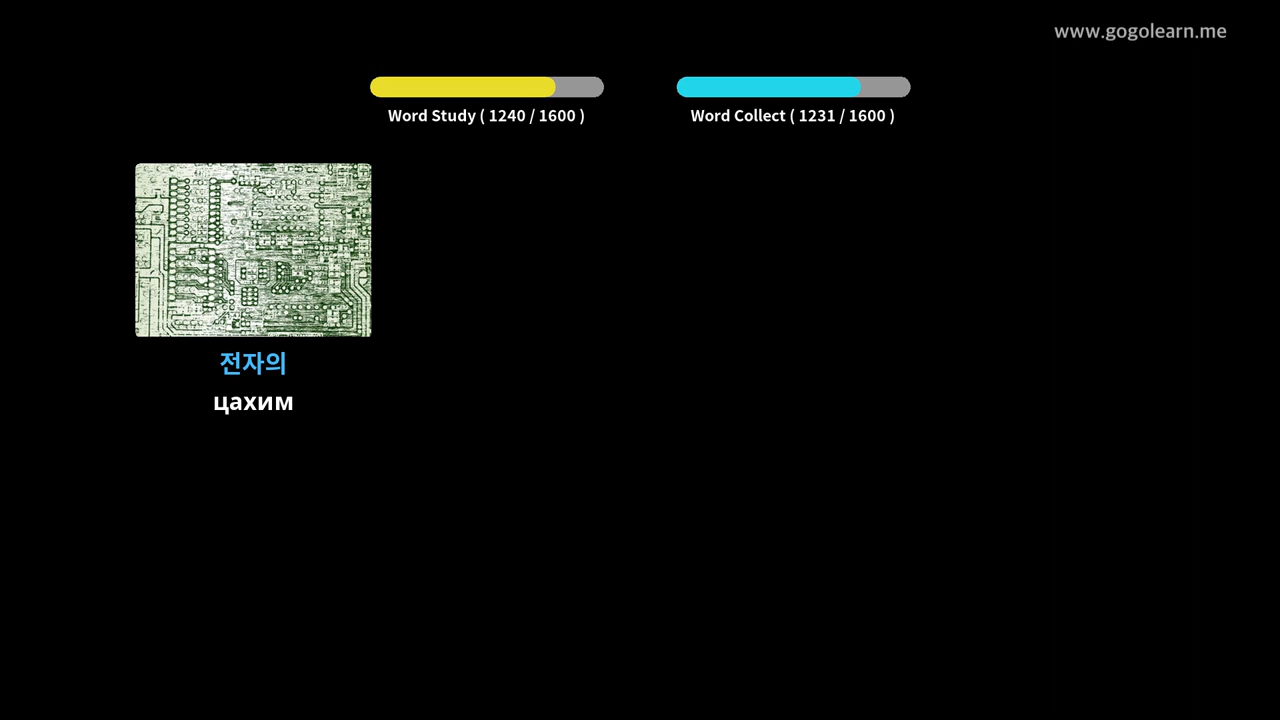 www.gogolearn.me
Word Study ( 1240 / 1600 )
Word Collect ( 1231 / 1600 )
전자의
цахим